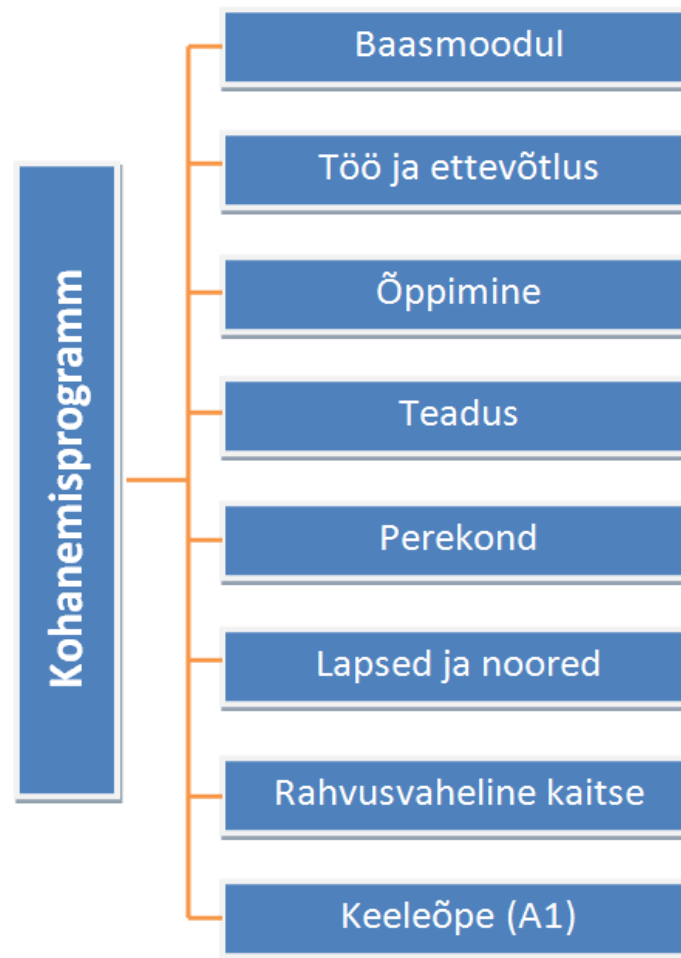 Kohanemisprogramm
Baasmoodul
Töö ja ettevõtlus
Õppimine
Teadus
Perekond
Lapsed ja noored
Rahvusvaheline kaitse
Keeleõpe (A1)